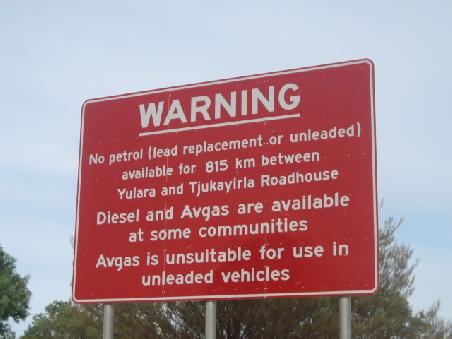 WARNING
No petrol (lead replacement or unleaded)
available for 815 km between
Yulara and Tjukayirla Roadhouse
Diesel and Avgas are available
at some communities
Avgas is unsuitable for use in
unleaded vehicles